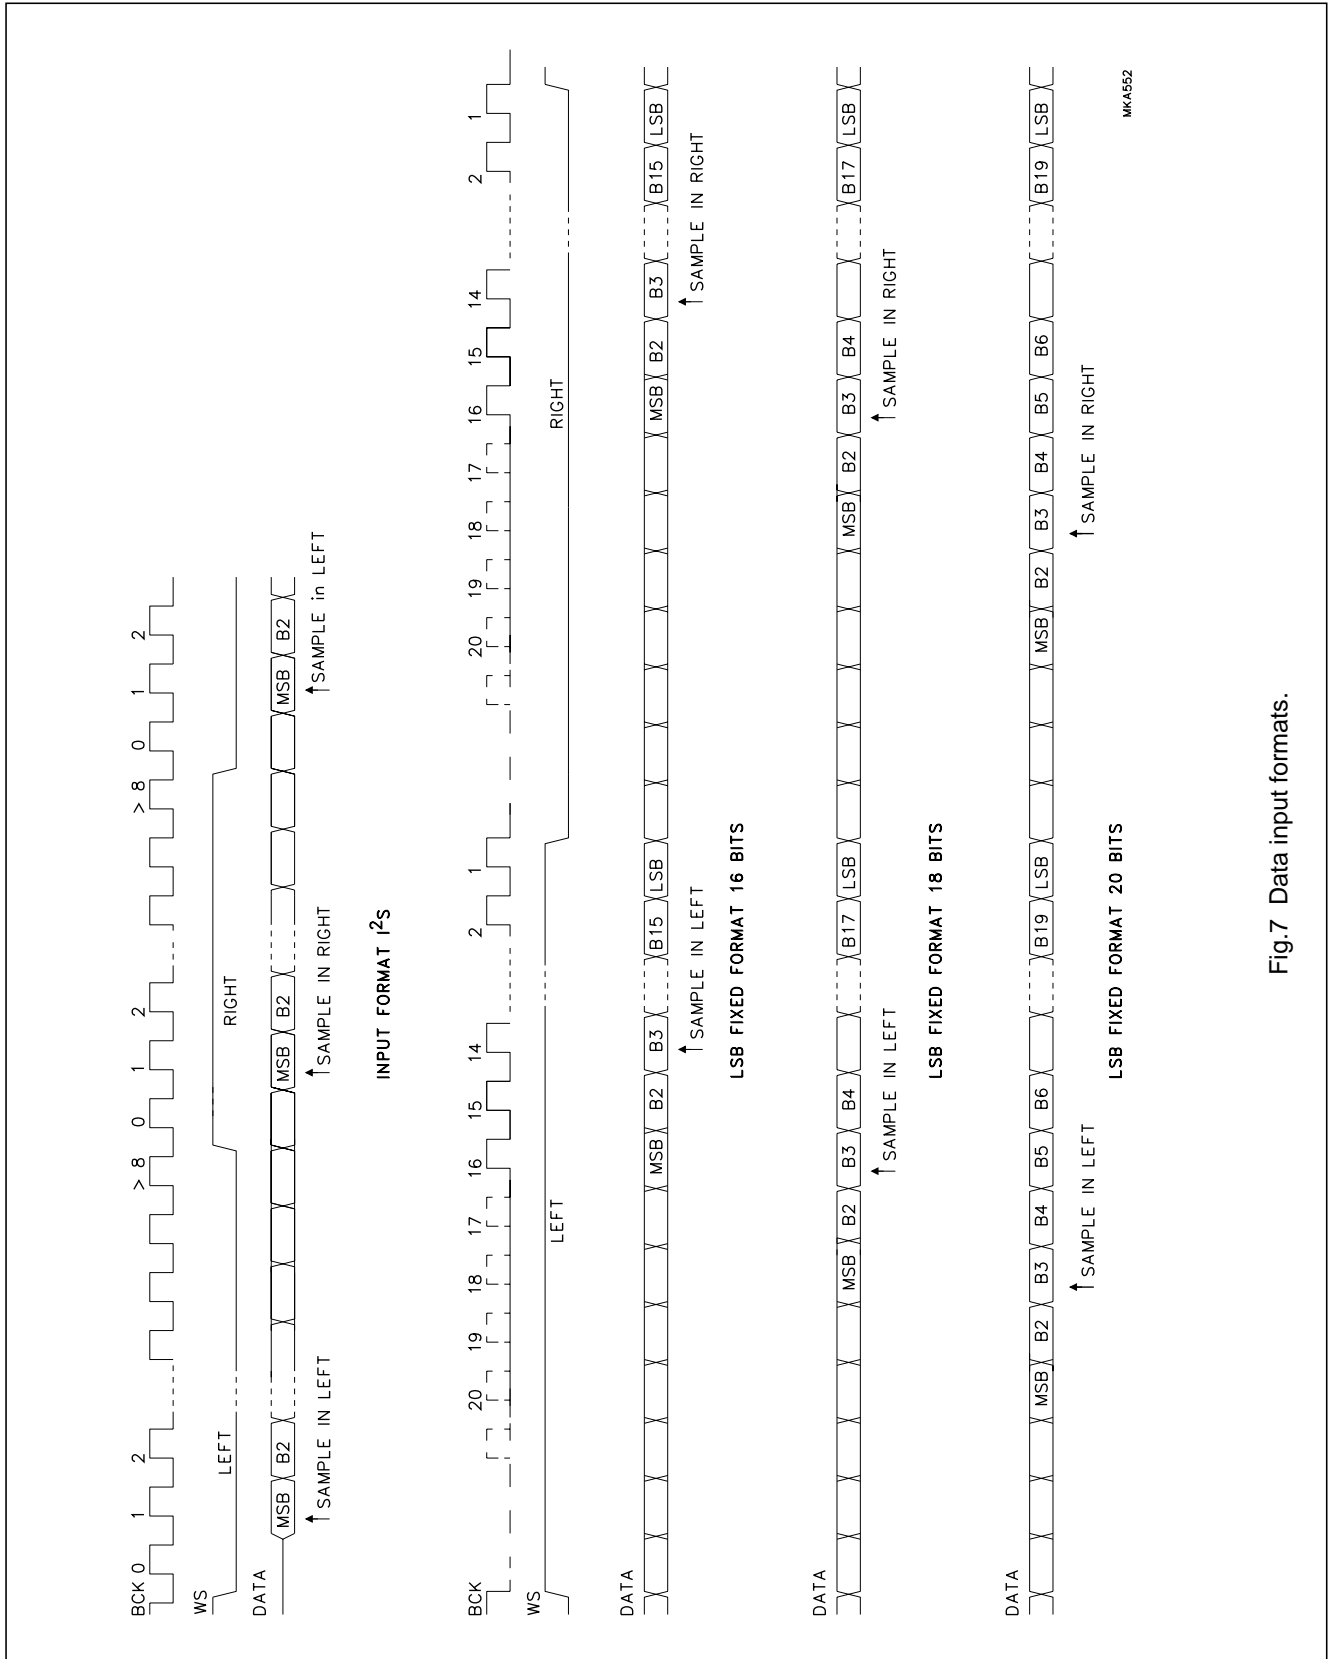 BCK 0 1 2 > 8 0 1 2 > 8 0 1 2
WS LEFT RIGHT
DATA
MSB B2 MSB B2 MSB B2
SAMPLE IN LEFT SAMPLE IN RIGHT SAMPLE in LEFT
INPUT FORMAT I²S
BCK 20 19 18 17 16 15 14 2 1 20 19 18 17 16 15 14 2 1
WS LEFT RIGHT
DATA
MSB B2 B3 B15 LSB MSB B2 B3 B15 LSB
SAMPLE IN LEFT SAMPLE IN RIGHT
LSB FIXED FORMAT 16 BITS
DATA
MSB B2 B3 B4 B17 LSB MSB B2 B3 B4 B17 LSB
SAMPLE IN LEFT SAMPLE IN RIGHT
LSB FIXED FORMAT 18 BITS
DATA
MSB B2 B3 B4 B5 B6 B19 LSB MSB B2 B3 B4 B5 B6 B19 LSB
SAMPLE IN LEFT SAMPLE IN RIGHT
LSB FIXED FORMAT 20 BITS
MKA552
Fig.7 Data input formats.